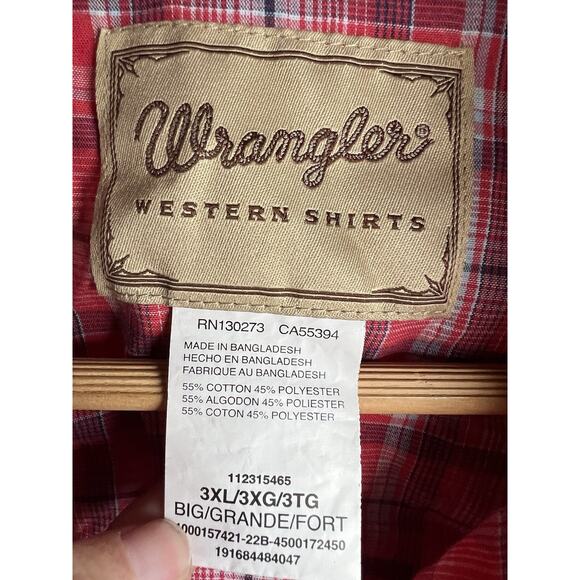 Wrangler®
WESTERN SHIRTS
RN130273 CA55394
MADE IN BANGLADESH
HECHO EN BANGLADESH
FABRIQUE AU BANGLADESH
55% COTTON 45% POLYESTER
55% ALGODON 45% POLIESTER
55% COTON 45% POLYESTER
112315465
3XL/3XG/3TG
BIG/GRANDE/FORT
1000157421-22B-4500172450
191684484047